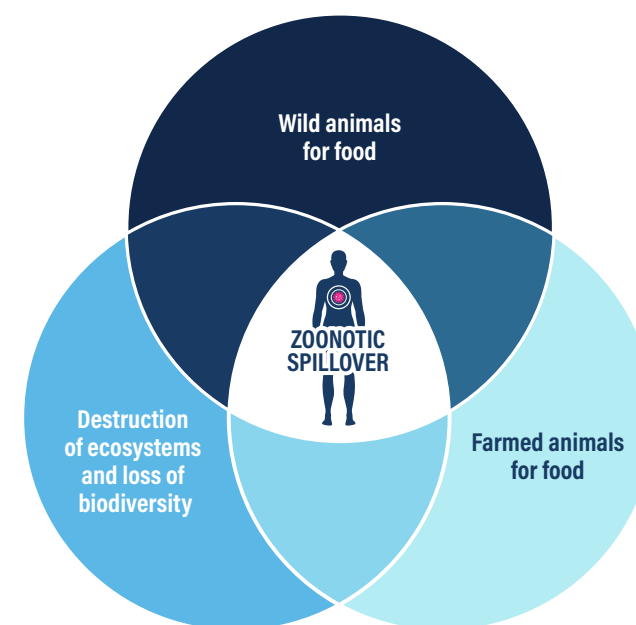 Wild animals
for food
ZOONOTIC
SPILLOVER
Destruction
of ecosystems
and loss of
biodiversity
Farmed animals
for food